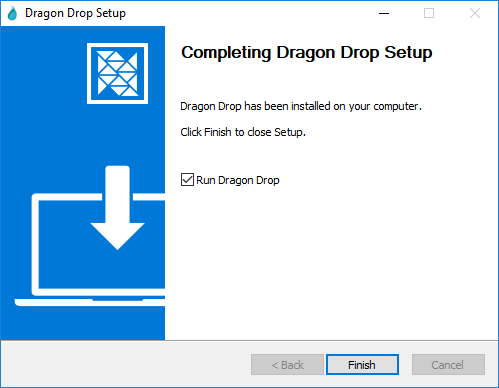 Dragon Drop Setup
Completing Dragon Drop Setup
Dragon Drop has been installed on your computer.
Click Finish to close Setup.
Run Dragon Drop
< Back
Finish
Cancel